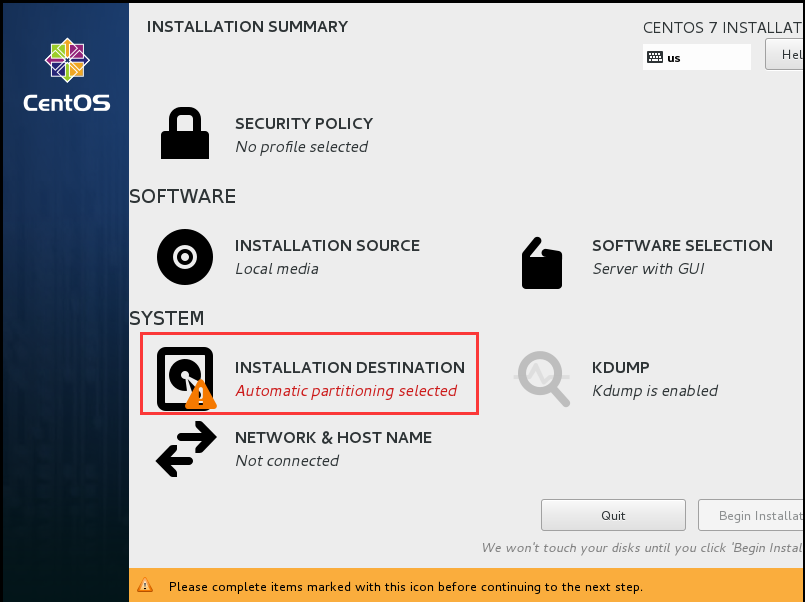 INSTALLATION SUMMARY
CENTOS 7 INSTALLAT
us
Hel
CentOS
SECURITY POLICY
No profile selected
SOFTWARE
INSTALLATION SOURCE
Local media
SOFTWARE SELECTION
Server with GUI
SYSTEM
INSTALLATION DESTINATION
Automatic partitioning selected
KDUMP
Kdump is enabled
NETWORK & HOST NAME
Not connected
Quit
Begin Installat
We won't touch your disks until you click 'Begin Instal
Please complete items marked with this icon before continuing to the next step.